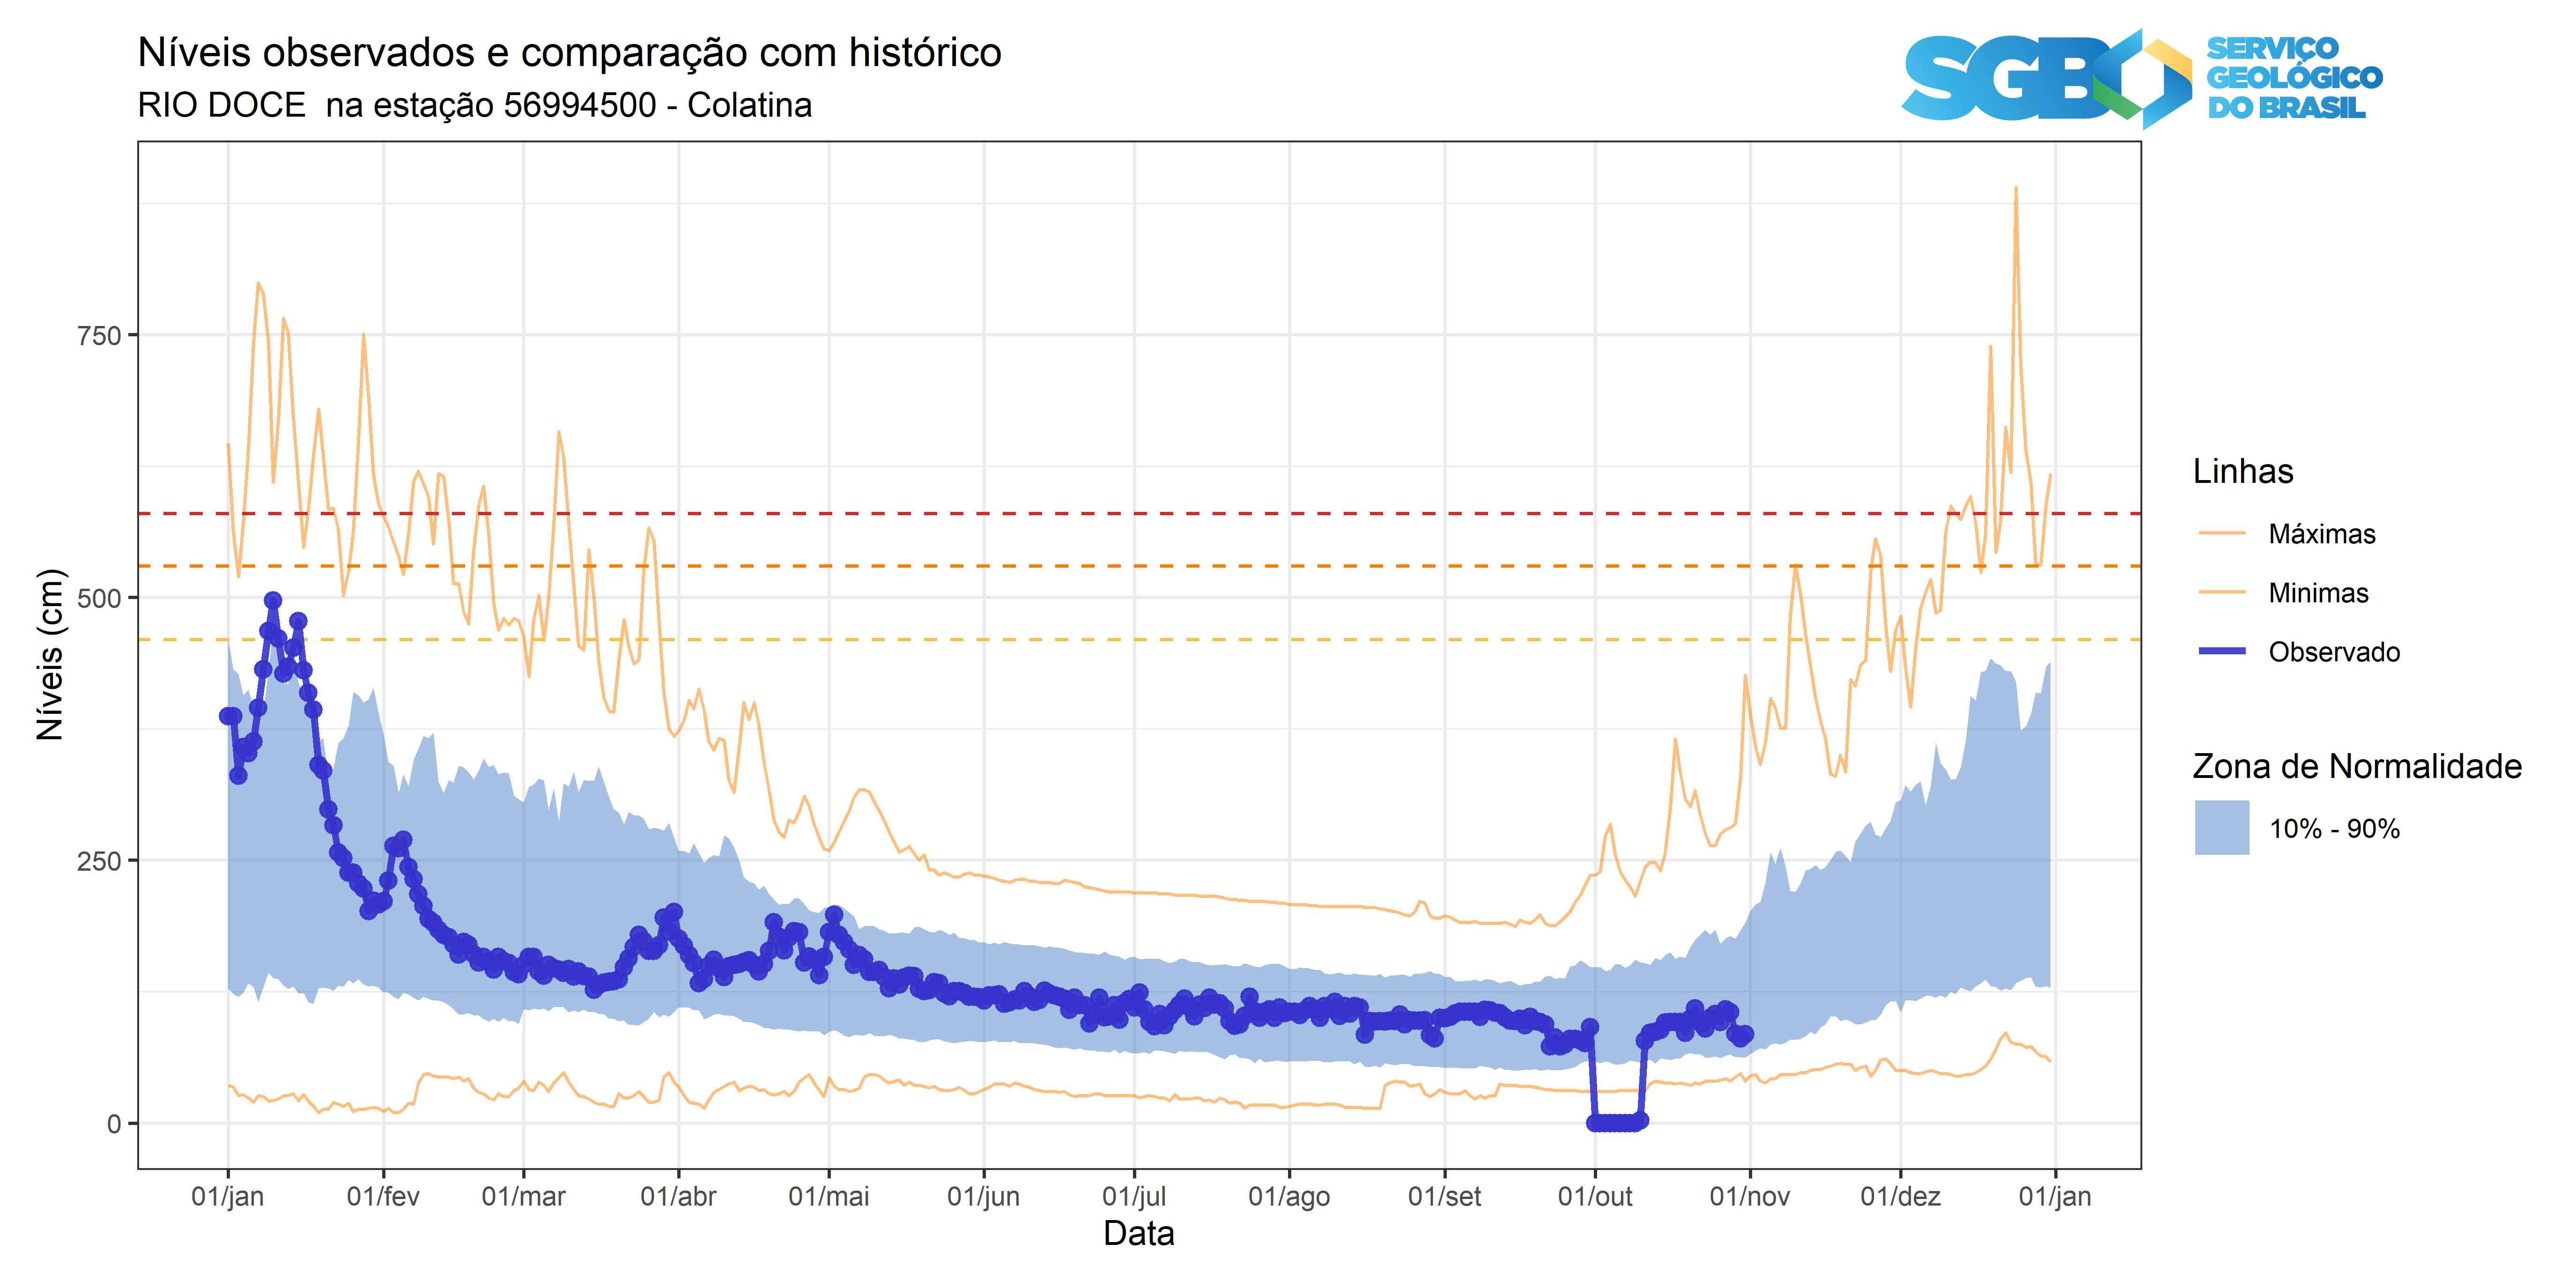 Níveis observados e comparação com histórico
RIO DOCE  na estação 56994500 - Colatina
SGB
SERVIÇO
GEOLÓGICO
DO BRASIL
Níveis (cm)
750
500
250
0
01/jan
01/fev
01/mar
01/abr
01/mai
01/jun
01/jul
01/ago
01/set
01/out
01/nov
01/dez
01/jan
Data
Linhas
Máximas
Minimas
Observado
Zona de Normalidade
10% - 90%